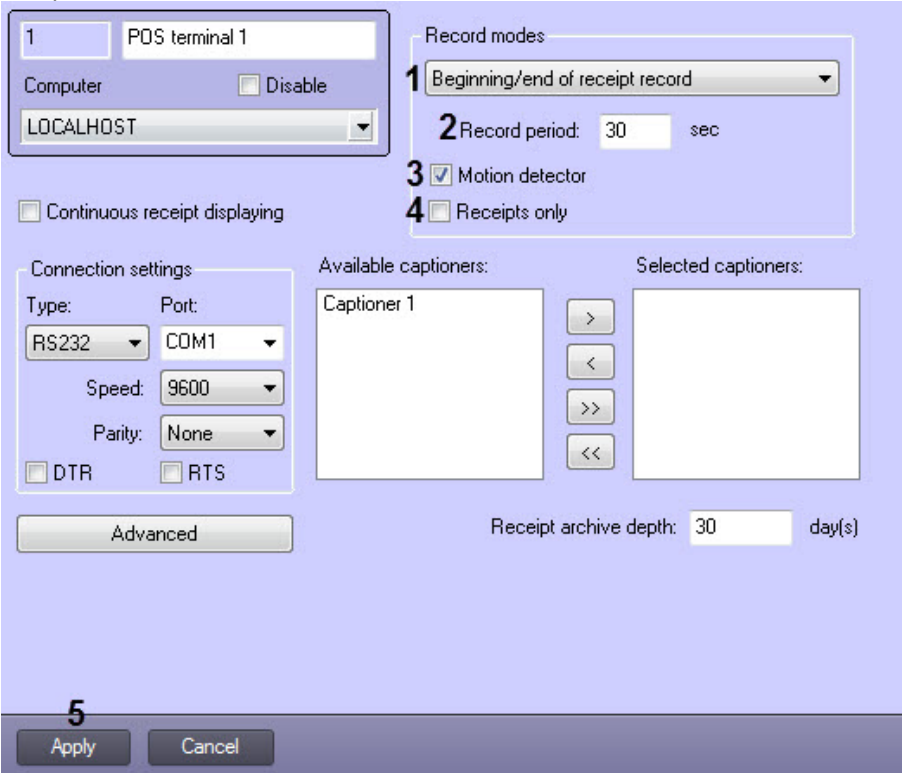 1 POS terminal 1
Computer Disable
LOCALHOST
Record modes
1 Beginning/end of receipt record
2 Record period: 30 sec
3 Motion detector
4 Receipts only
Continuous receipt displaying
Connection settings
Type: Port:
RS232 COM1
Speed: 9600
Parity: None
DTR RTS
Available captioners:
Captioner 1
>
<
>>
<<
Selected captioners:
Advanced
Receipt archive depth: 30 day(s)
5
Apply Cancel